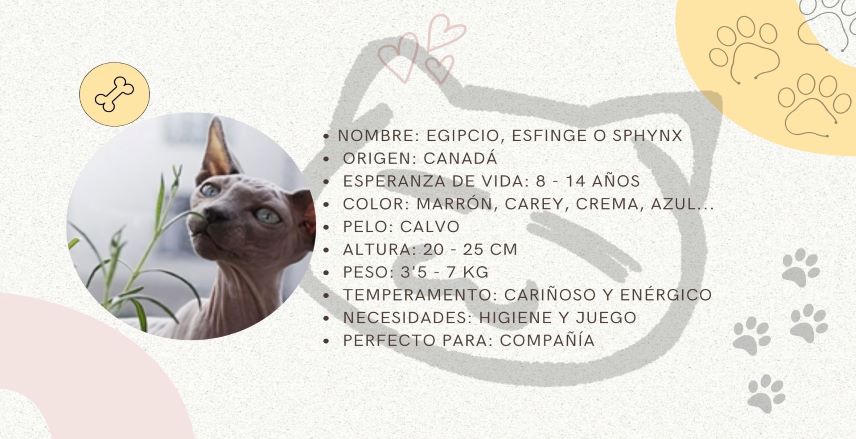 • NOMBRE: EGIPCIO, ESFINGE O SPHYNX
• ORIGEN: CANADÁ
• ESPERANZA DE VIDA: 8 - 14 AÑOS
• COLOR: MARRÓN, CAREY, CREMA, AZUL...
• PELO: CALVO
• ALTURA: 20 - 25 CM
• PESO: 3'5 - 7 KG
• TEMPERAMENTO: CARIÑOSO Y ENÉRGICO
• NECESIDADES: HIGIENE Y JUEGO
• PERFECTO PARA: COMPAÑÍA